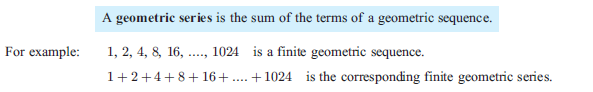 A geometric series is the sum of the terms of a geometric sequence.
For example: 1, 2, 4, 8, 16, ...., 1024 is a finite geometric sequence.
1 + 2 + 4 + 8 + 16 + .... + 1024 is the corresponding finite geometric series.